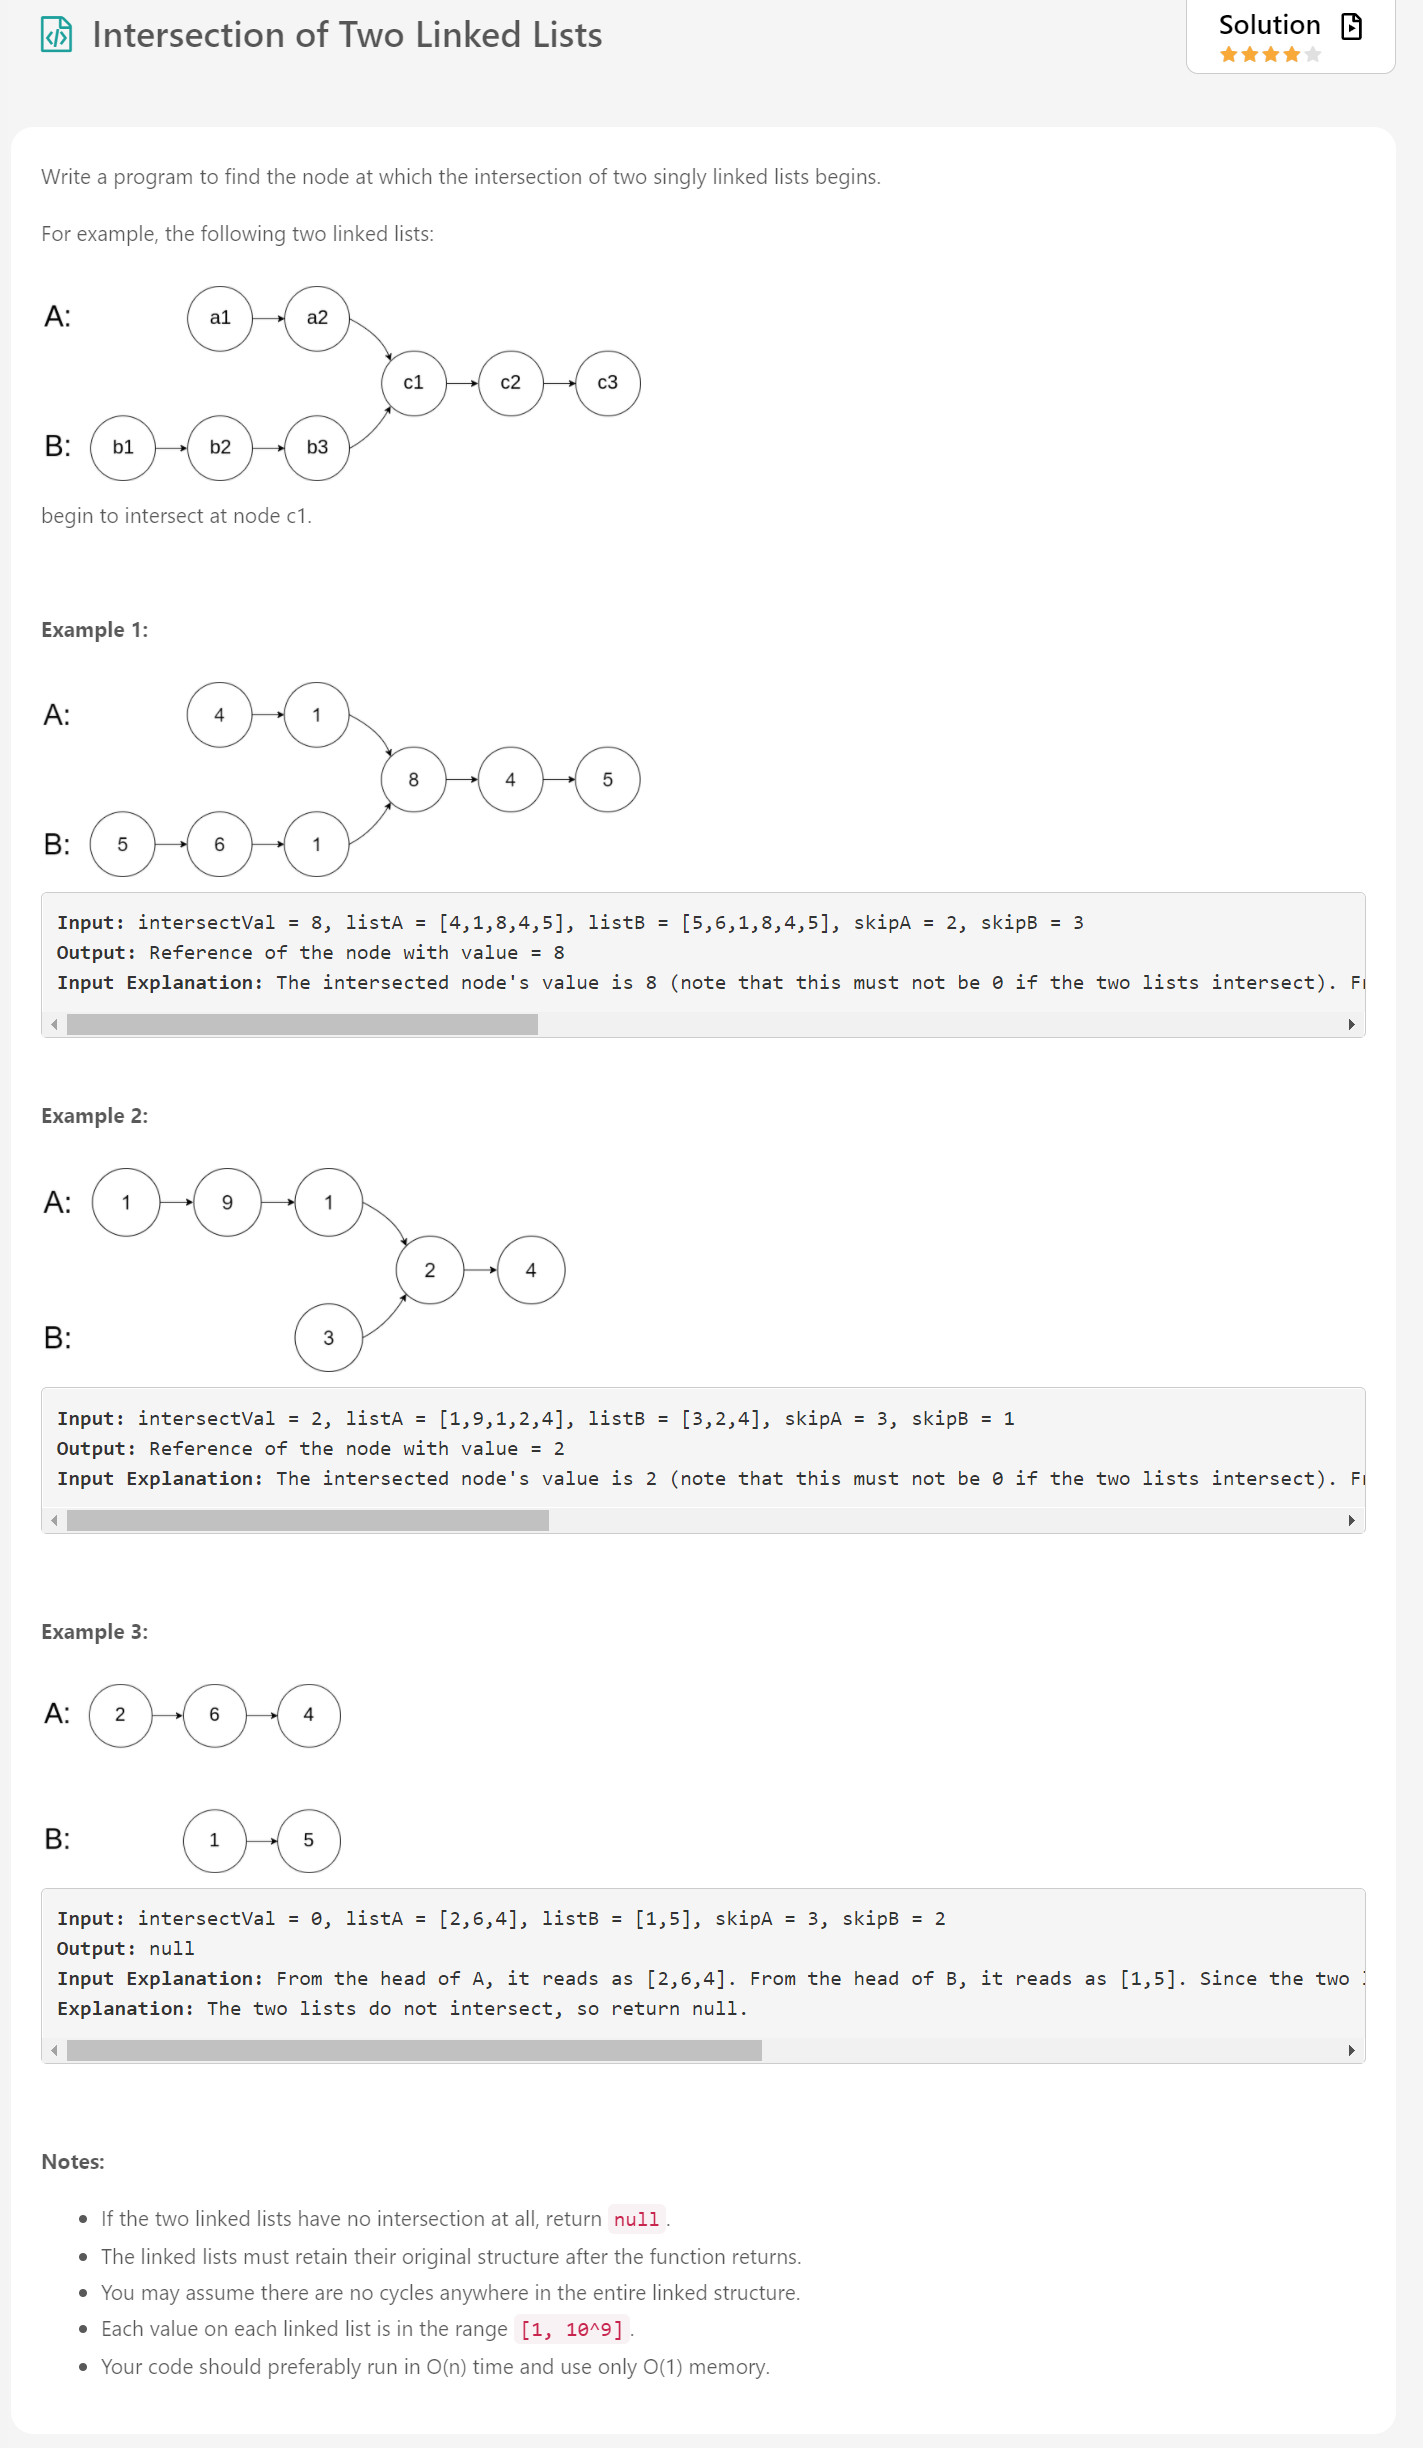 Intersection of Two Linked Lists
Solution
Write a program to find the node at which the intersection of two singly linked lists begins.
For example, the following two linked lists:
A: a1 a2
c1 c2 c3
B: b1 b2 b3
begin to intersect at node c1.
Example 1:
A: 4 1
8 4 5
B: 5 6 1
Input: intersectVal = 8, listA = [4,1,8,4,5], listB = [5,6,1,8,4,5], skipA = 2, skipB = 3
Output: Reference of the node with value = 8
Input Explanation: The intersected node's value is 8 (note that this must not be 0 if the two lists intersect).
Example 2:
A: 1 9 1
2 4
B: 3
Input: intersectVal = 2, listA = [1,9,1,2,4], listB = [3,2,4], skipA = 3, skipB = 1
Output: Reference of the node with value = 2
Input Explanation: The intersected node's value is 2 (note that this must not be 0 if the two lists intersect).
Example 3:
A: 2 6 4
B: 1 5
Input: intersectVal = 0, listA = [2,6,4], listB = [1,5], skipA = 3, skipB = 2
Output: null
Input Explanation: From the head of A, it reads as [2,6,4]. From the head of B, it reads as [1,5]. Since the two
Explanation: The two lists do not intersect, so return null.
Notes:
If the two linked lists have no intersection at all, return null.
The linked lists must retain their original structure after the function returns.
You may assume there are no cycles anywhere in the entire linked structure.
Each value on each linked list is in the range [1, 10^9].
Your code should preferably run in O(n) time and use only O(1) memory.